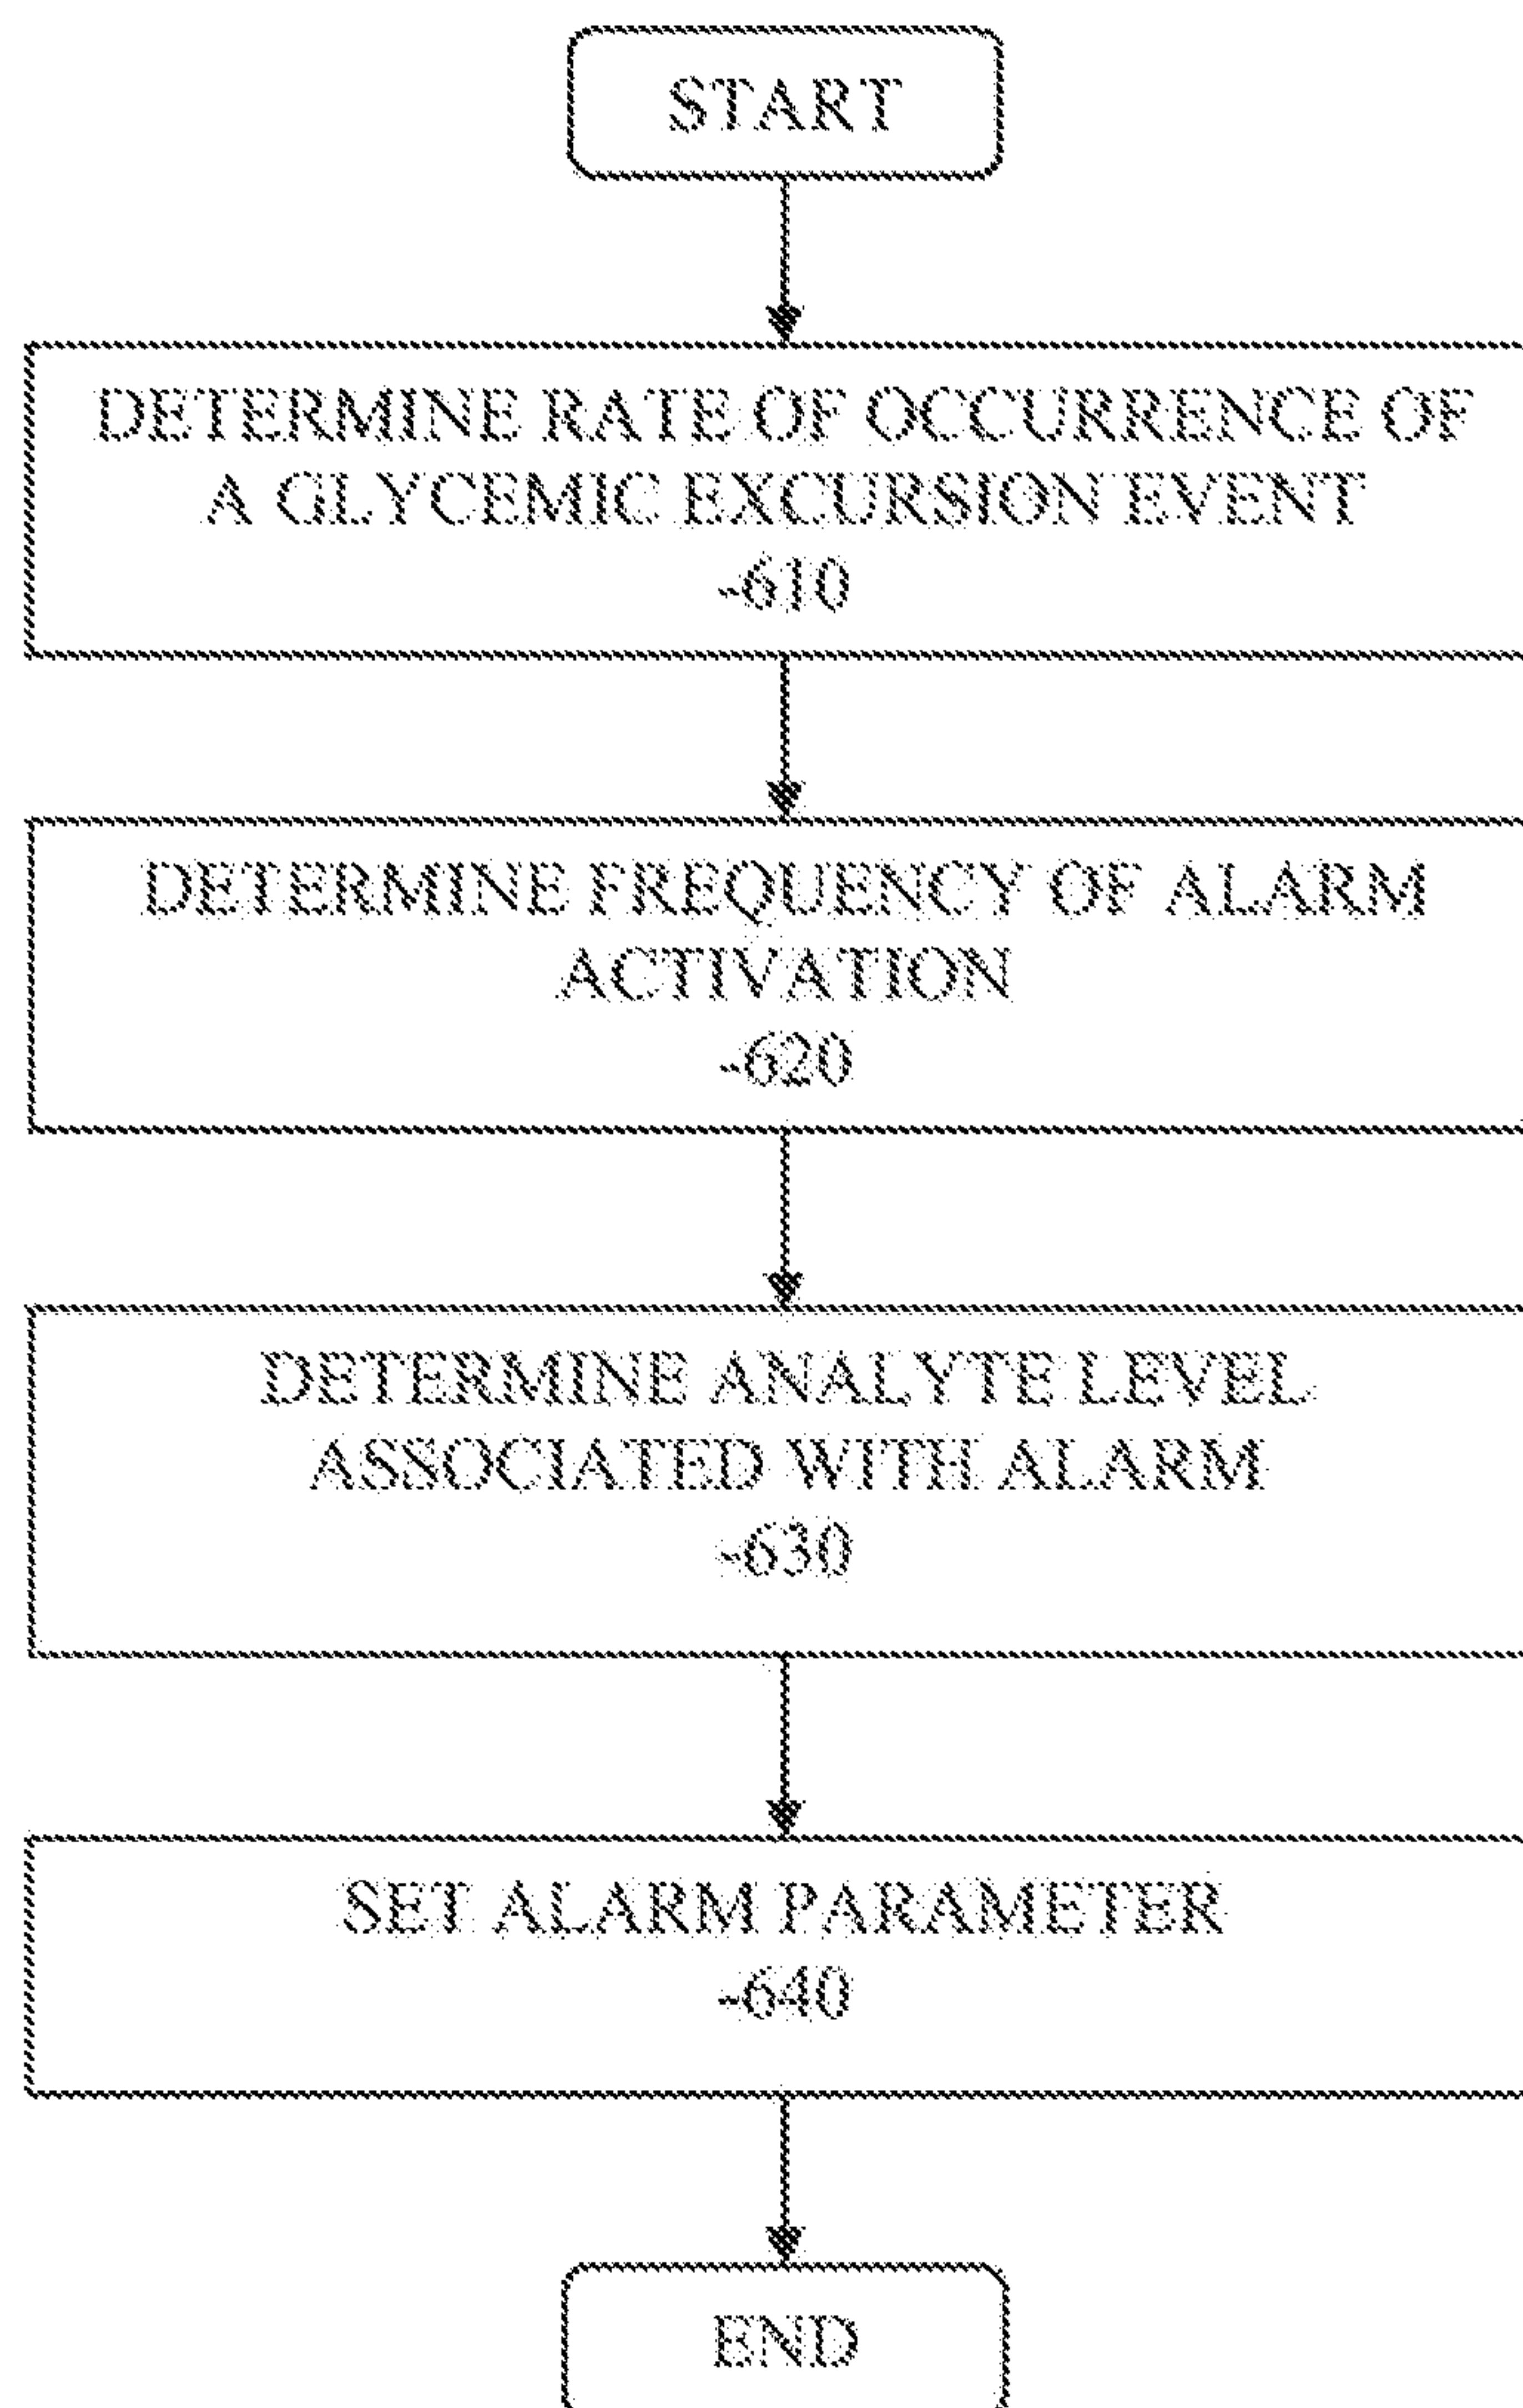 START
DETERMINE RATE OF OCCURRENCE OF
A GLYCEMIC EXCURSION EVENT
-610
DETERMINE FREQUENCY OF ALARM
ACTIVATION
-620
DETERMINE ANALYTE LEVEL
ASSOCIATED WITH ALARM
-630
SET ALARM PARAMETER
-640
END